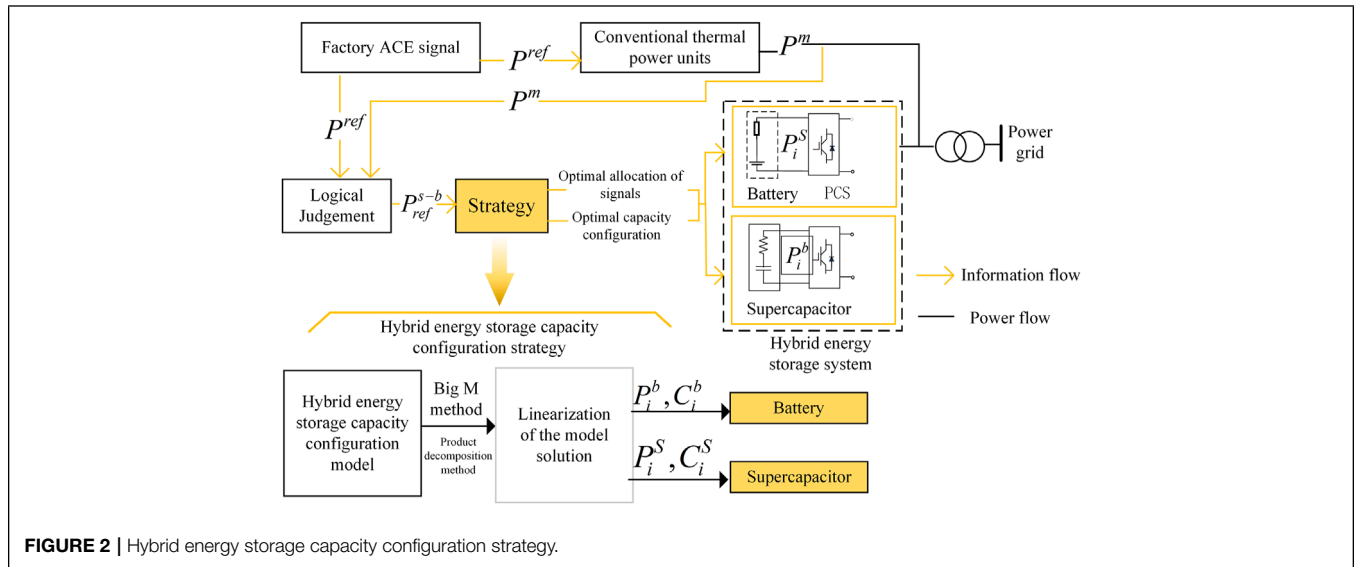 Factory ACE signal
P^{ref}
Conventional thermal
power units
P^m
P^m
P^{ref}
Logical
Judgement
P_{ref}^{s-b}
Strategy
Optimal allocation of
signals
Optimal capacity
configuration
P_i^S
Battery
PCS
P_i^b
Supercapacitor
Hybrid energy
storage system
Power
grid
Information flow
Power flow
Hybrid energy storage capacity
configuration strategy
Hybrid energy
storage capacity
configuration
model
Big M
method
Product
decomposition
method
Linearization
of the model
solution
P_i^b, C_i^b
Battery
P_i^S, C_i^S
Supercapacitor
FIGURE 2 | Hybrid energy storage capacity configuration strategy.